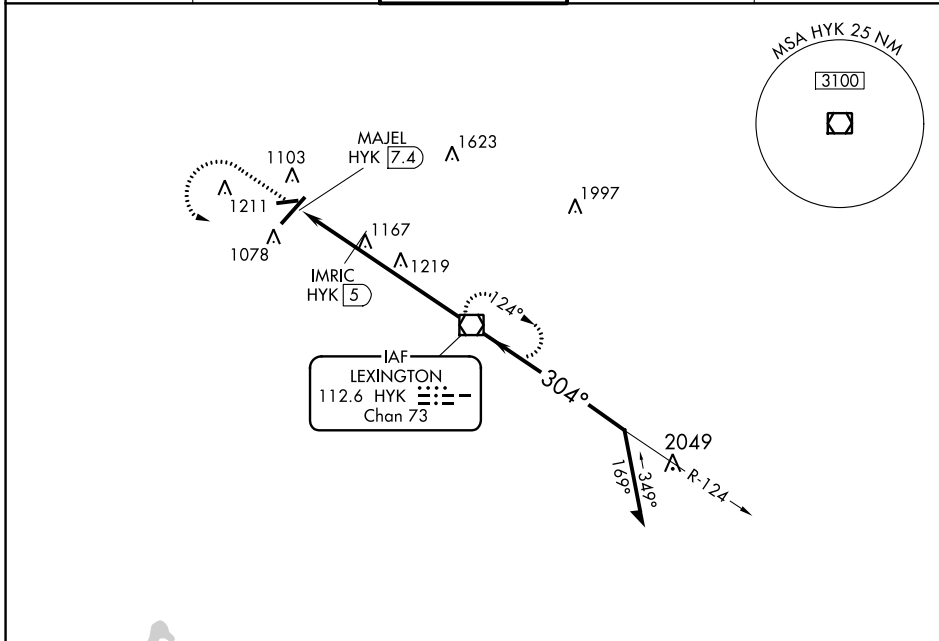 MSA HYK 25 NM
3100
MAJEL
HYK 7.4
1623
1103
1211
1997
1078
1167
1219
IMRIC
HYK 5
124°
IAF
LEXINGTON
112.6 HYK
Chan 73
304°
2049
R-124
169°
349°